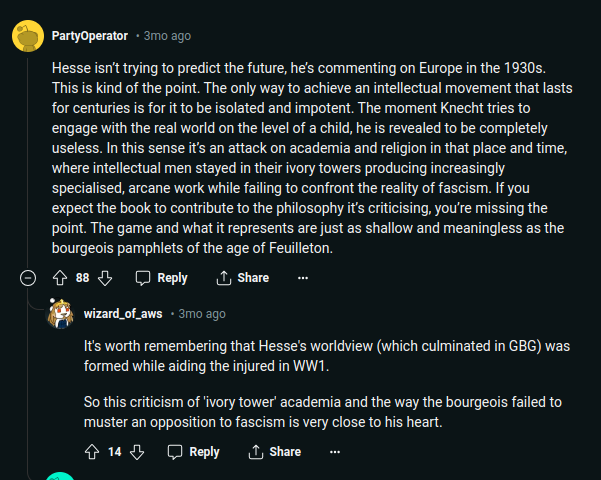 PartyOperator • 3mo ago
Hesse isn’t trying to predict the future, he’s commenting on Europe in the 1930s.
This is kind of the point. The only way to achieve an intellectual movement that lasts
for centuries is for it to be isolated and impotent. The moment Knecht tries to
engage with the real world on the level of a child, he is revealed to be completely
useless. In this sense it’s an attack on academia and religion in that place and time,
where intellectual men stayed in their ivory towers producing increasingly
specialised, arcane work while failing to confront the reality of fascism. If you
expect the book to contribute to the philosophy it’s criticising, you’re missing the
point. The game and what it represents are just as shallow and meaningless as the
bourgeois pamphlets of the age of Feuilleton.
88 Reply Share ...
wizard_of_aws • 3mo ago
It's worth remembering that Hesse's worldview (which culminated in GBG) was
formed while aiding the injured in WW1.
So this criticism of 'ivory tower' academia and the way the bourgeois failed to
muster an opposition to fascism is very close to his heart.
14 Reply Share ...